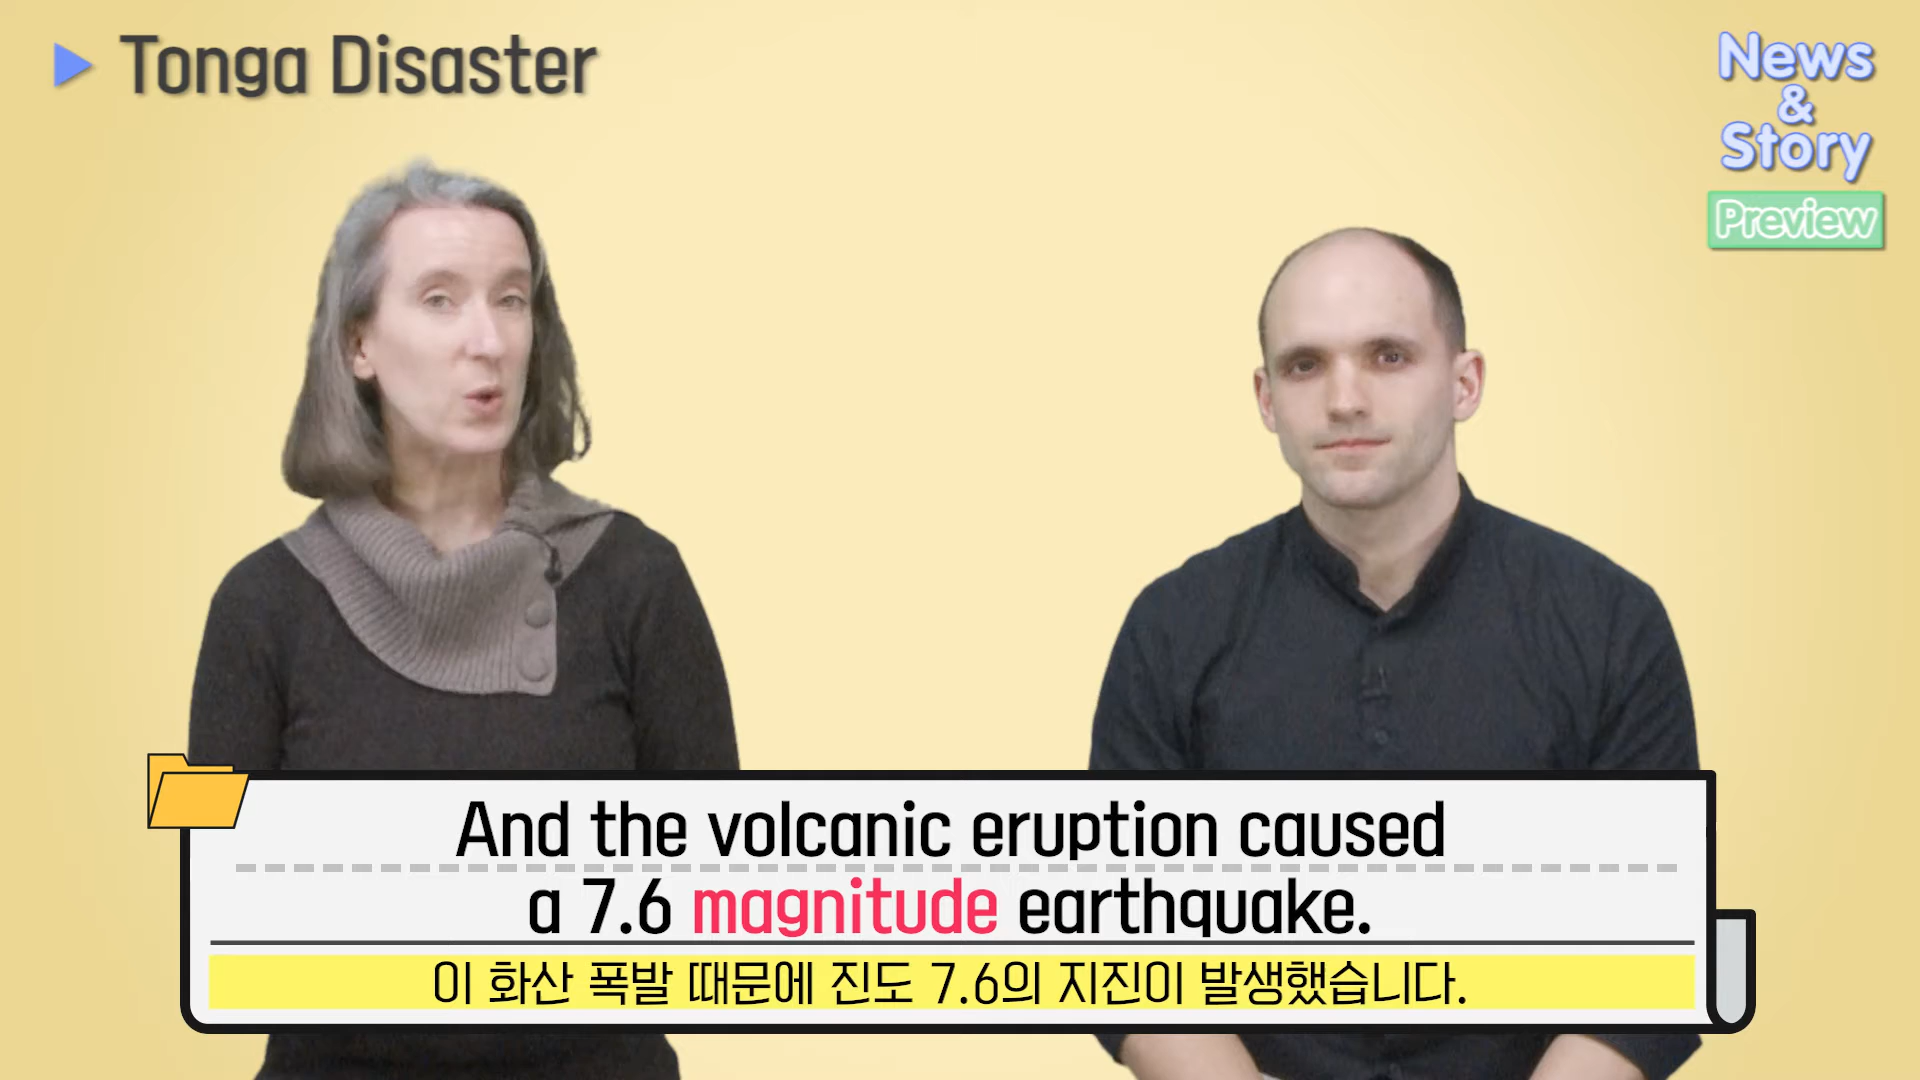 Tonga Disaster
News
&
Story
Preview
And the volcanic eruption caused
a 7.6 magnitude earthquake.
이 화산 폭발 때문에 진도 7.6의 지진이 발생했습니다.